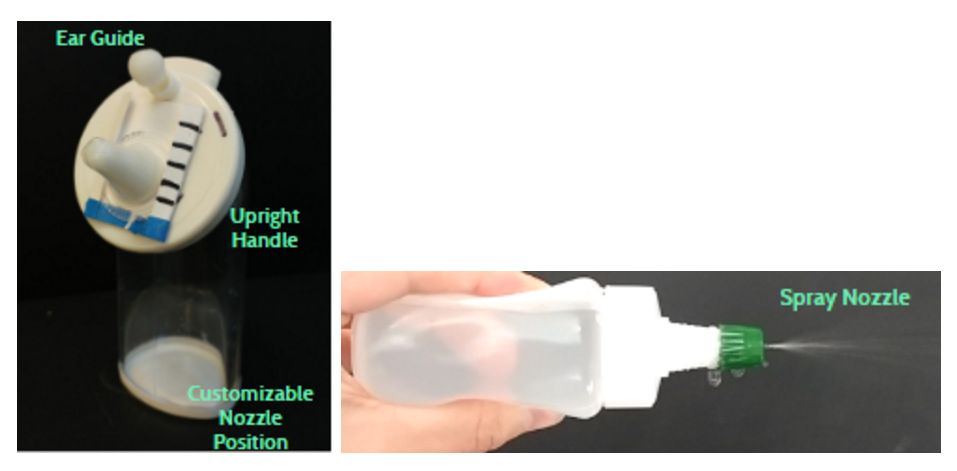 Ear Guide
Upright
Handle
Customizable
Nozzle
Position
Spray Nozzle